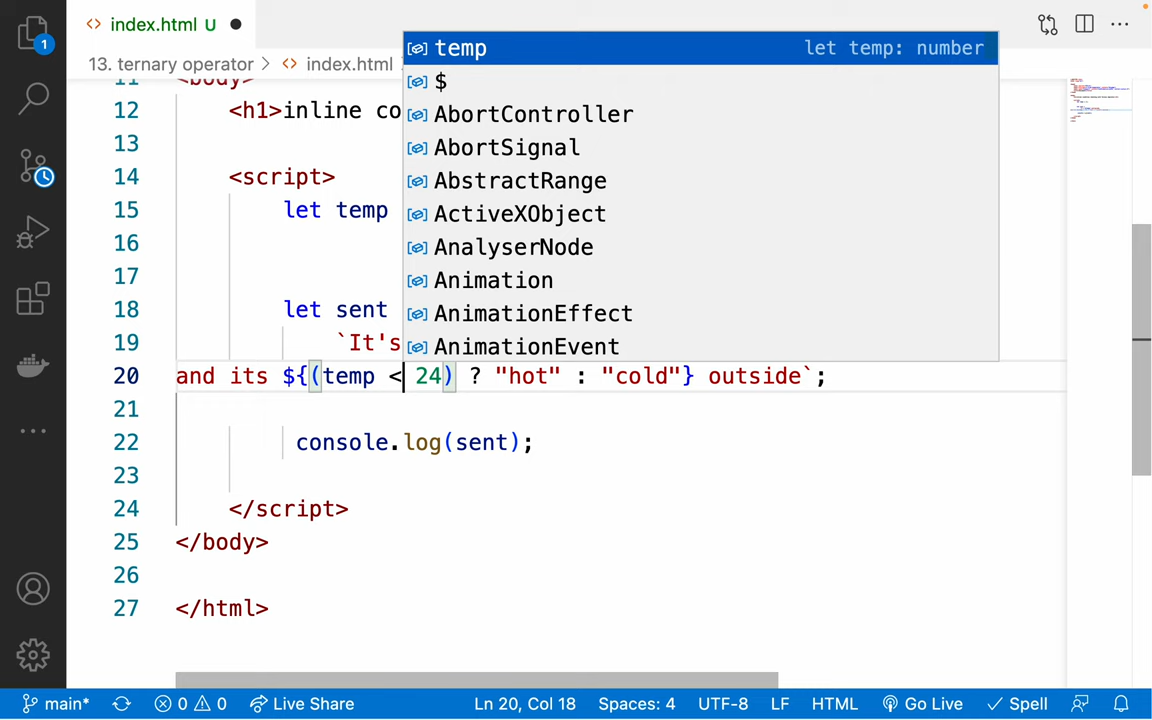 index.html U
13. ternary operator > index.html
temp let temp: number
$
AbortController
AbortSignal
AbstractRange
ActiveXObject
AnalyserNode
Animation
AnimationEffect
AnimationEvent
1
11 <body>
12 <h1>inline co
13
14 <script>
15 let temp
16
17
18 let sent
19 `It's
20 and its ${(temp < 24) ? "hot" : "cold"} outside`;
21
22 console.log(sent);
23
24 </script>
25 </body>
26
27 </html>
main* 0 0 Live Share Ln 20, Col 18 Spaces: 4 UTF-8 LF HTML Go Live Spell